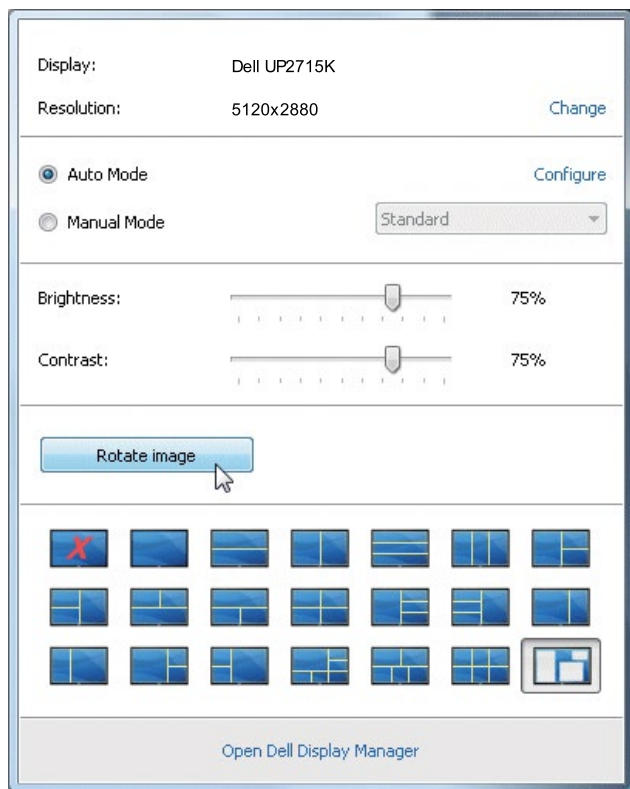 Display: Dell UP2715K
Resolution: 5120x2880 Change
Auto Mode Configure
Manual Mode Standard
Brightness: 75%
Contrast: 75%
Rotate image
Open Dell Display Manager